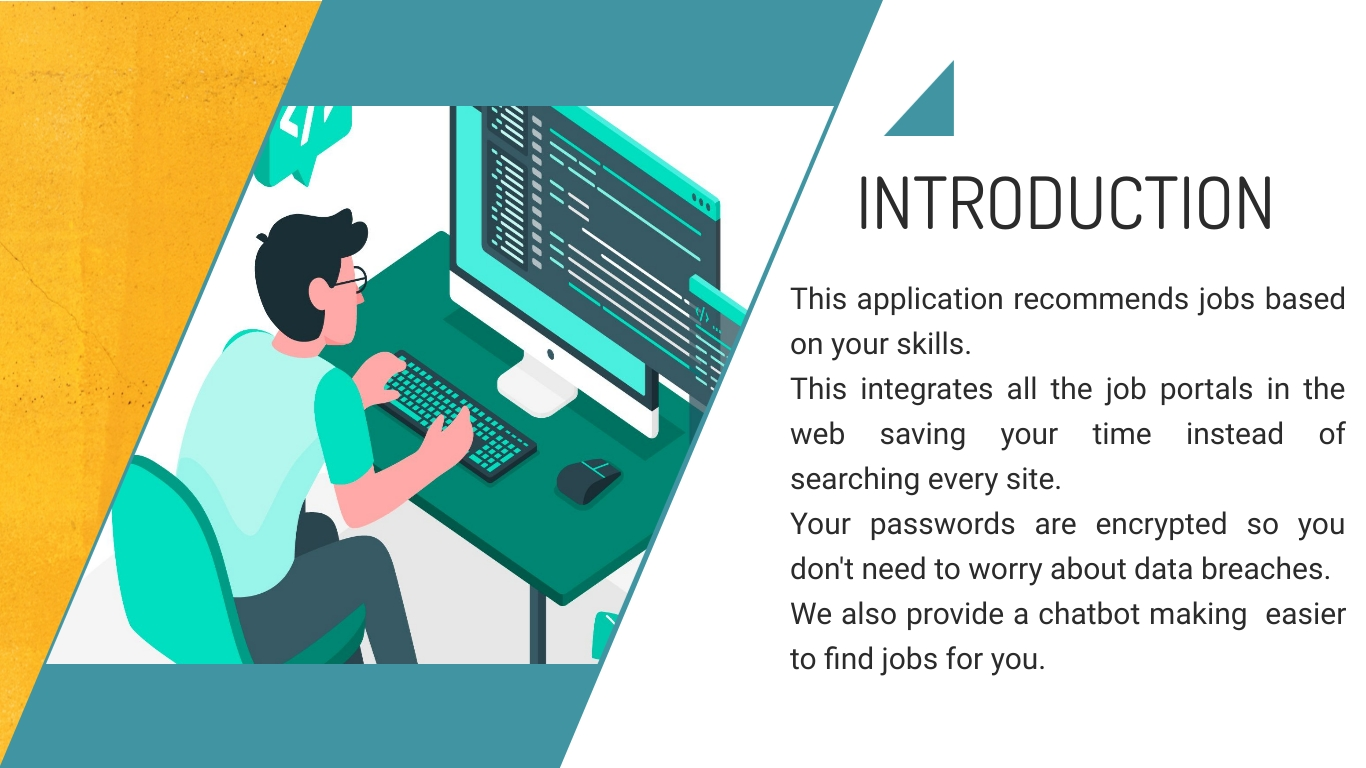 INTRODUCTION
This application recommends jobs based
on your skills.
This integrates all the job portals in the
web saving your time instead of
searching every site.
Your passwords are encrypted so you
don't need to worry about data breaches.
We also provide a chatbot making  easier
to find jobs for you.